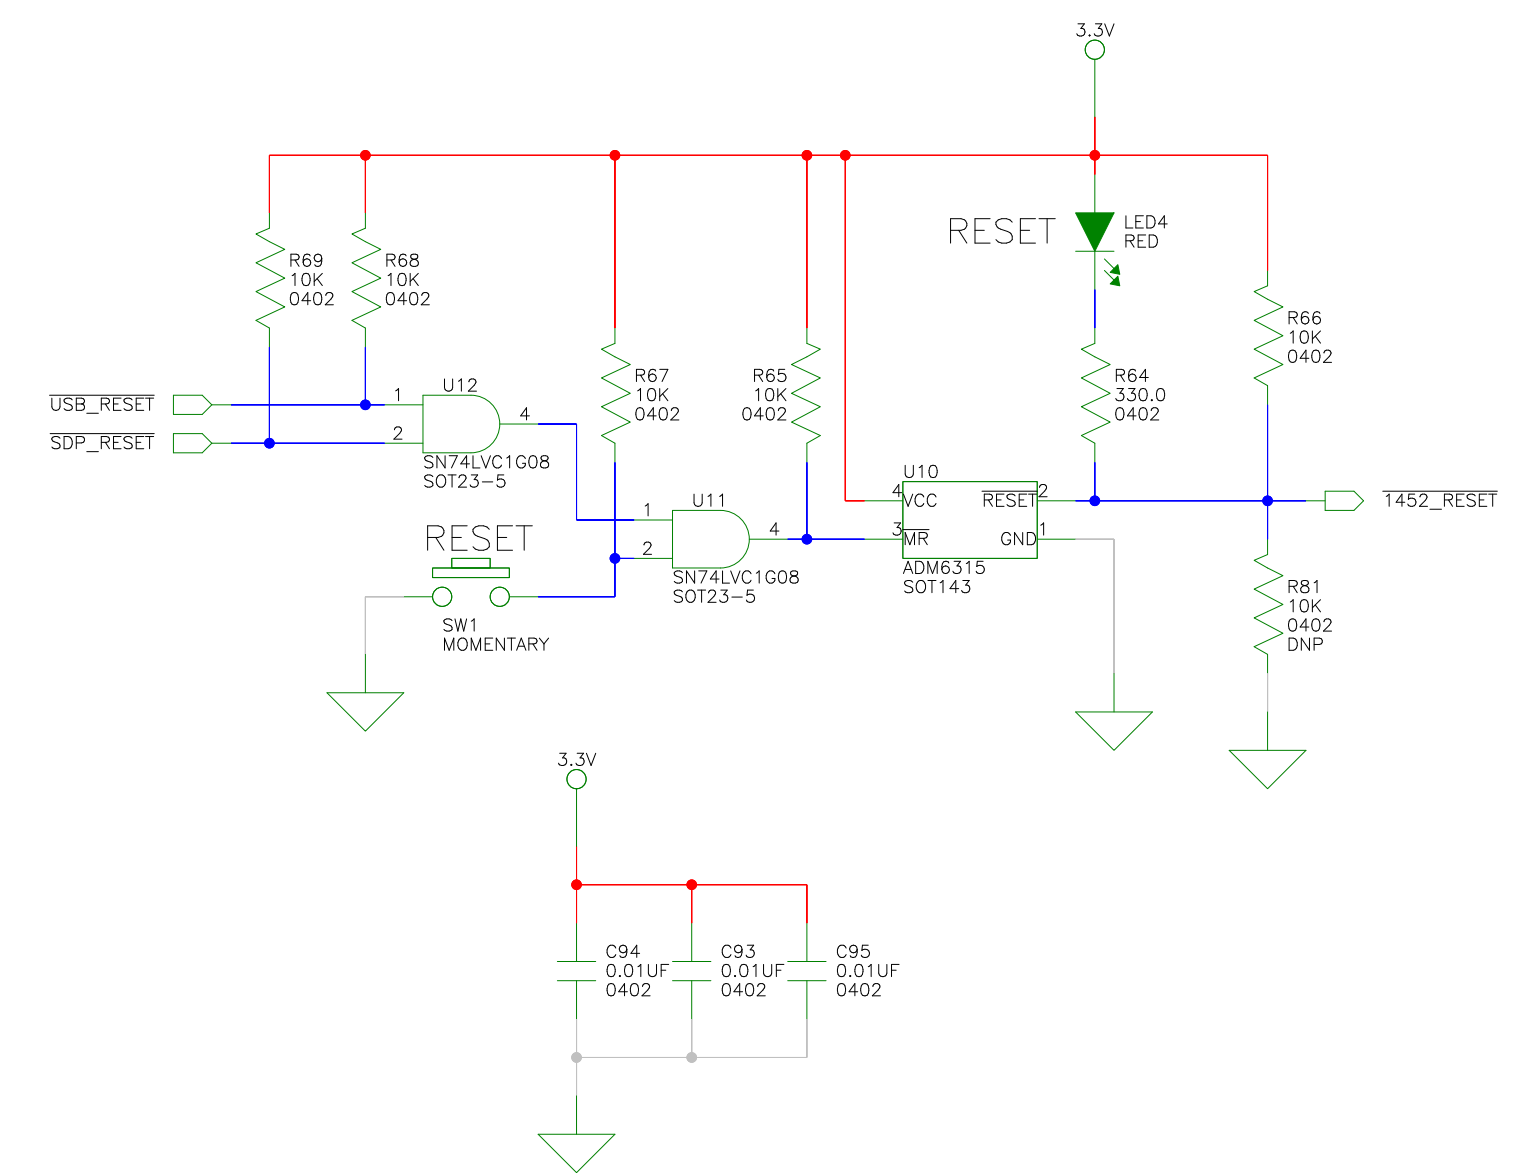 3.3V
RESET
LED4
RED
R69
10K
0402
R68
10K
0402
R67
10K
0402
R65
10K
0402
R64
330.0
0402
R66
10K
0402
USB_RESET
SDP_RESET
U12
1
2
4
SN74LVC1G08
SOT23-5
U11
1
2
4
SN74LVC1G08
SOT23-5
RESET
SW1
MOMENTARY
U10
4
VCC
RESET
2
3
MR
GND
1
ADM6315
SOT143
1452_RESET
R81
10K
0402
DNP
3.3V
C94
0.01UF
0402
C93
0.01UF
0402
C95
0.01UF
0402